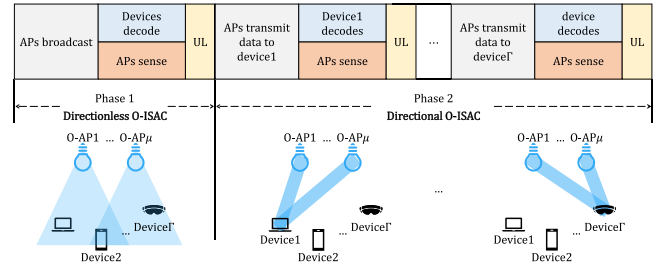 APs broadcast
Devices decode
APs sense
UL
APs transmit data to device1
Device1 decodes
APs sense
UL
...
APs transmit data to deviceΓ
device decodes
APs sense
UL
Phase 1
Directionless O-ISAC
Phase 2
Directional O-ISAC
O-AP1 ... O-APμ
O-AP1 ... O-APμ
O-AP1 ... O-APμ
...
... DeviceΓ
Device2
Device1
... DeviceΓ
Device2
Device1
... DeviceΓ
Device2